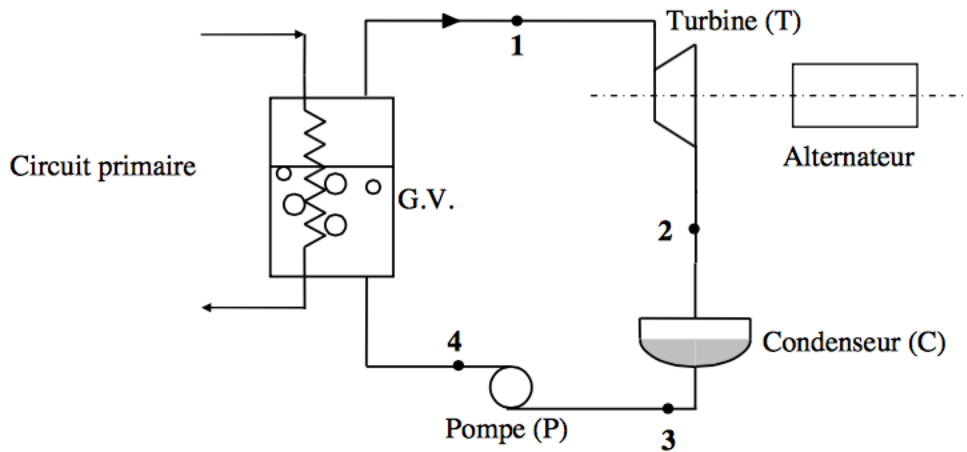 Turbine (T)
1
Alternateur
Circuit primaire
G.V.
2
Condenseur (C)
4
Pompe (P)
3